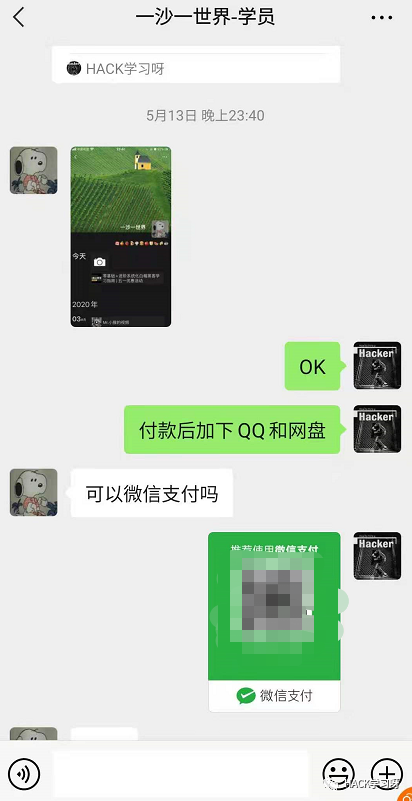 一沙一世界-学员
HACK学习呀
5月13日 晚上23:40
一沙一世界
今天
2020年
OK
Hacker
付款后加下QQ和网盘
Hacker
可以微信支付吗
推荐使用微信支付
Hacker
微信支付
HACK学习呀